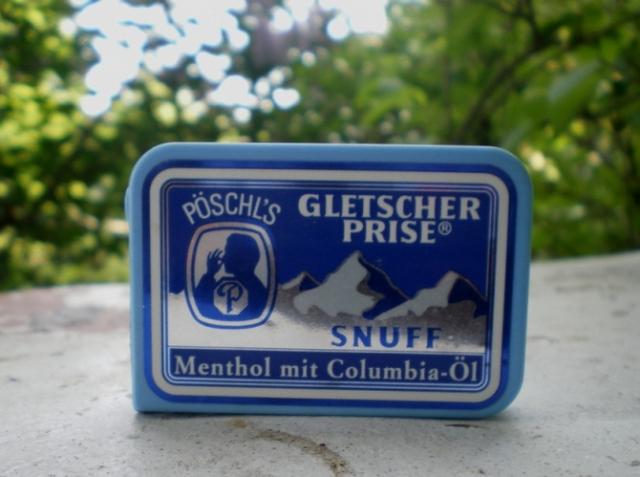 PÖSCHL'S
GLETSCHER
PRISE®
P
SNUFF
Menthol mit Columbia-Öl